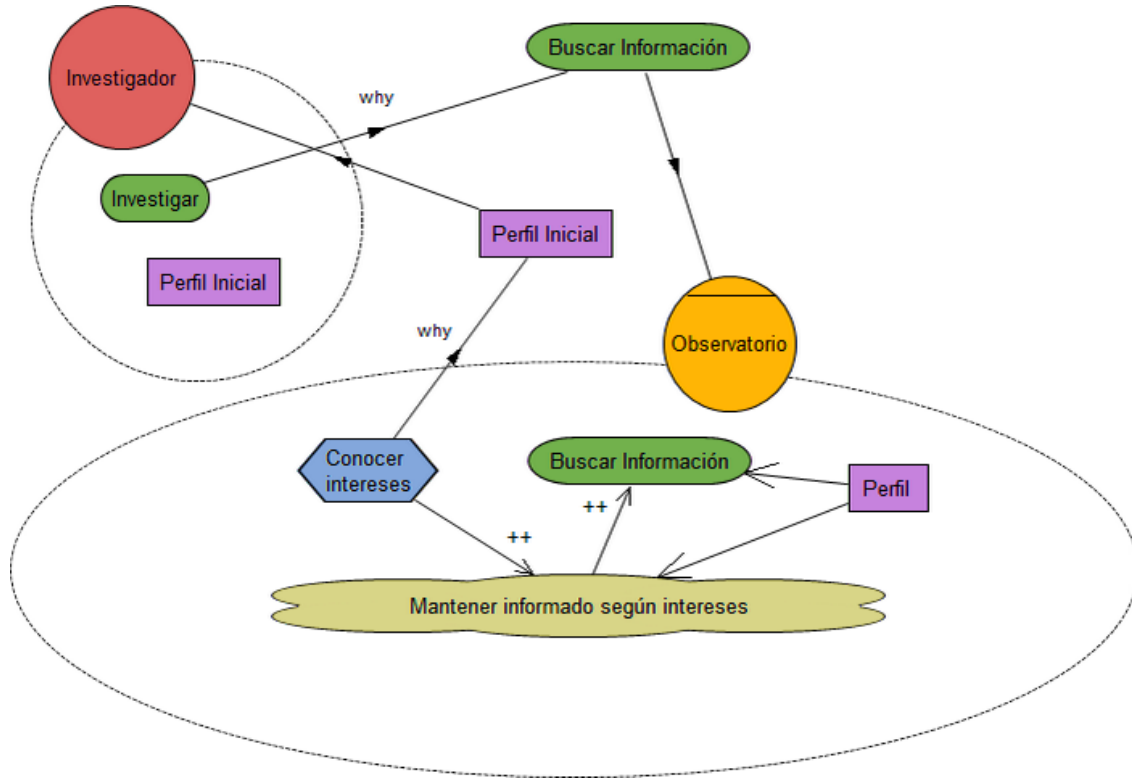 Buscar Información
Investigador
why
Investigar
Perfil Inicial
Perfil Inicial
why
Observatorio
Conocer
intereses
Buscar Información
Perfil
++
++
Mantener informado según intereses